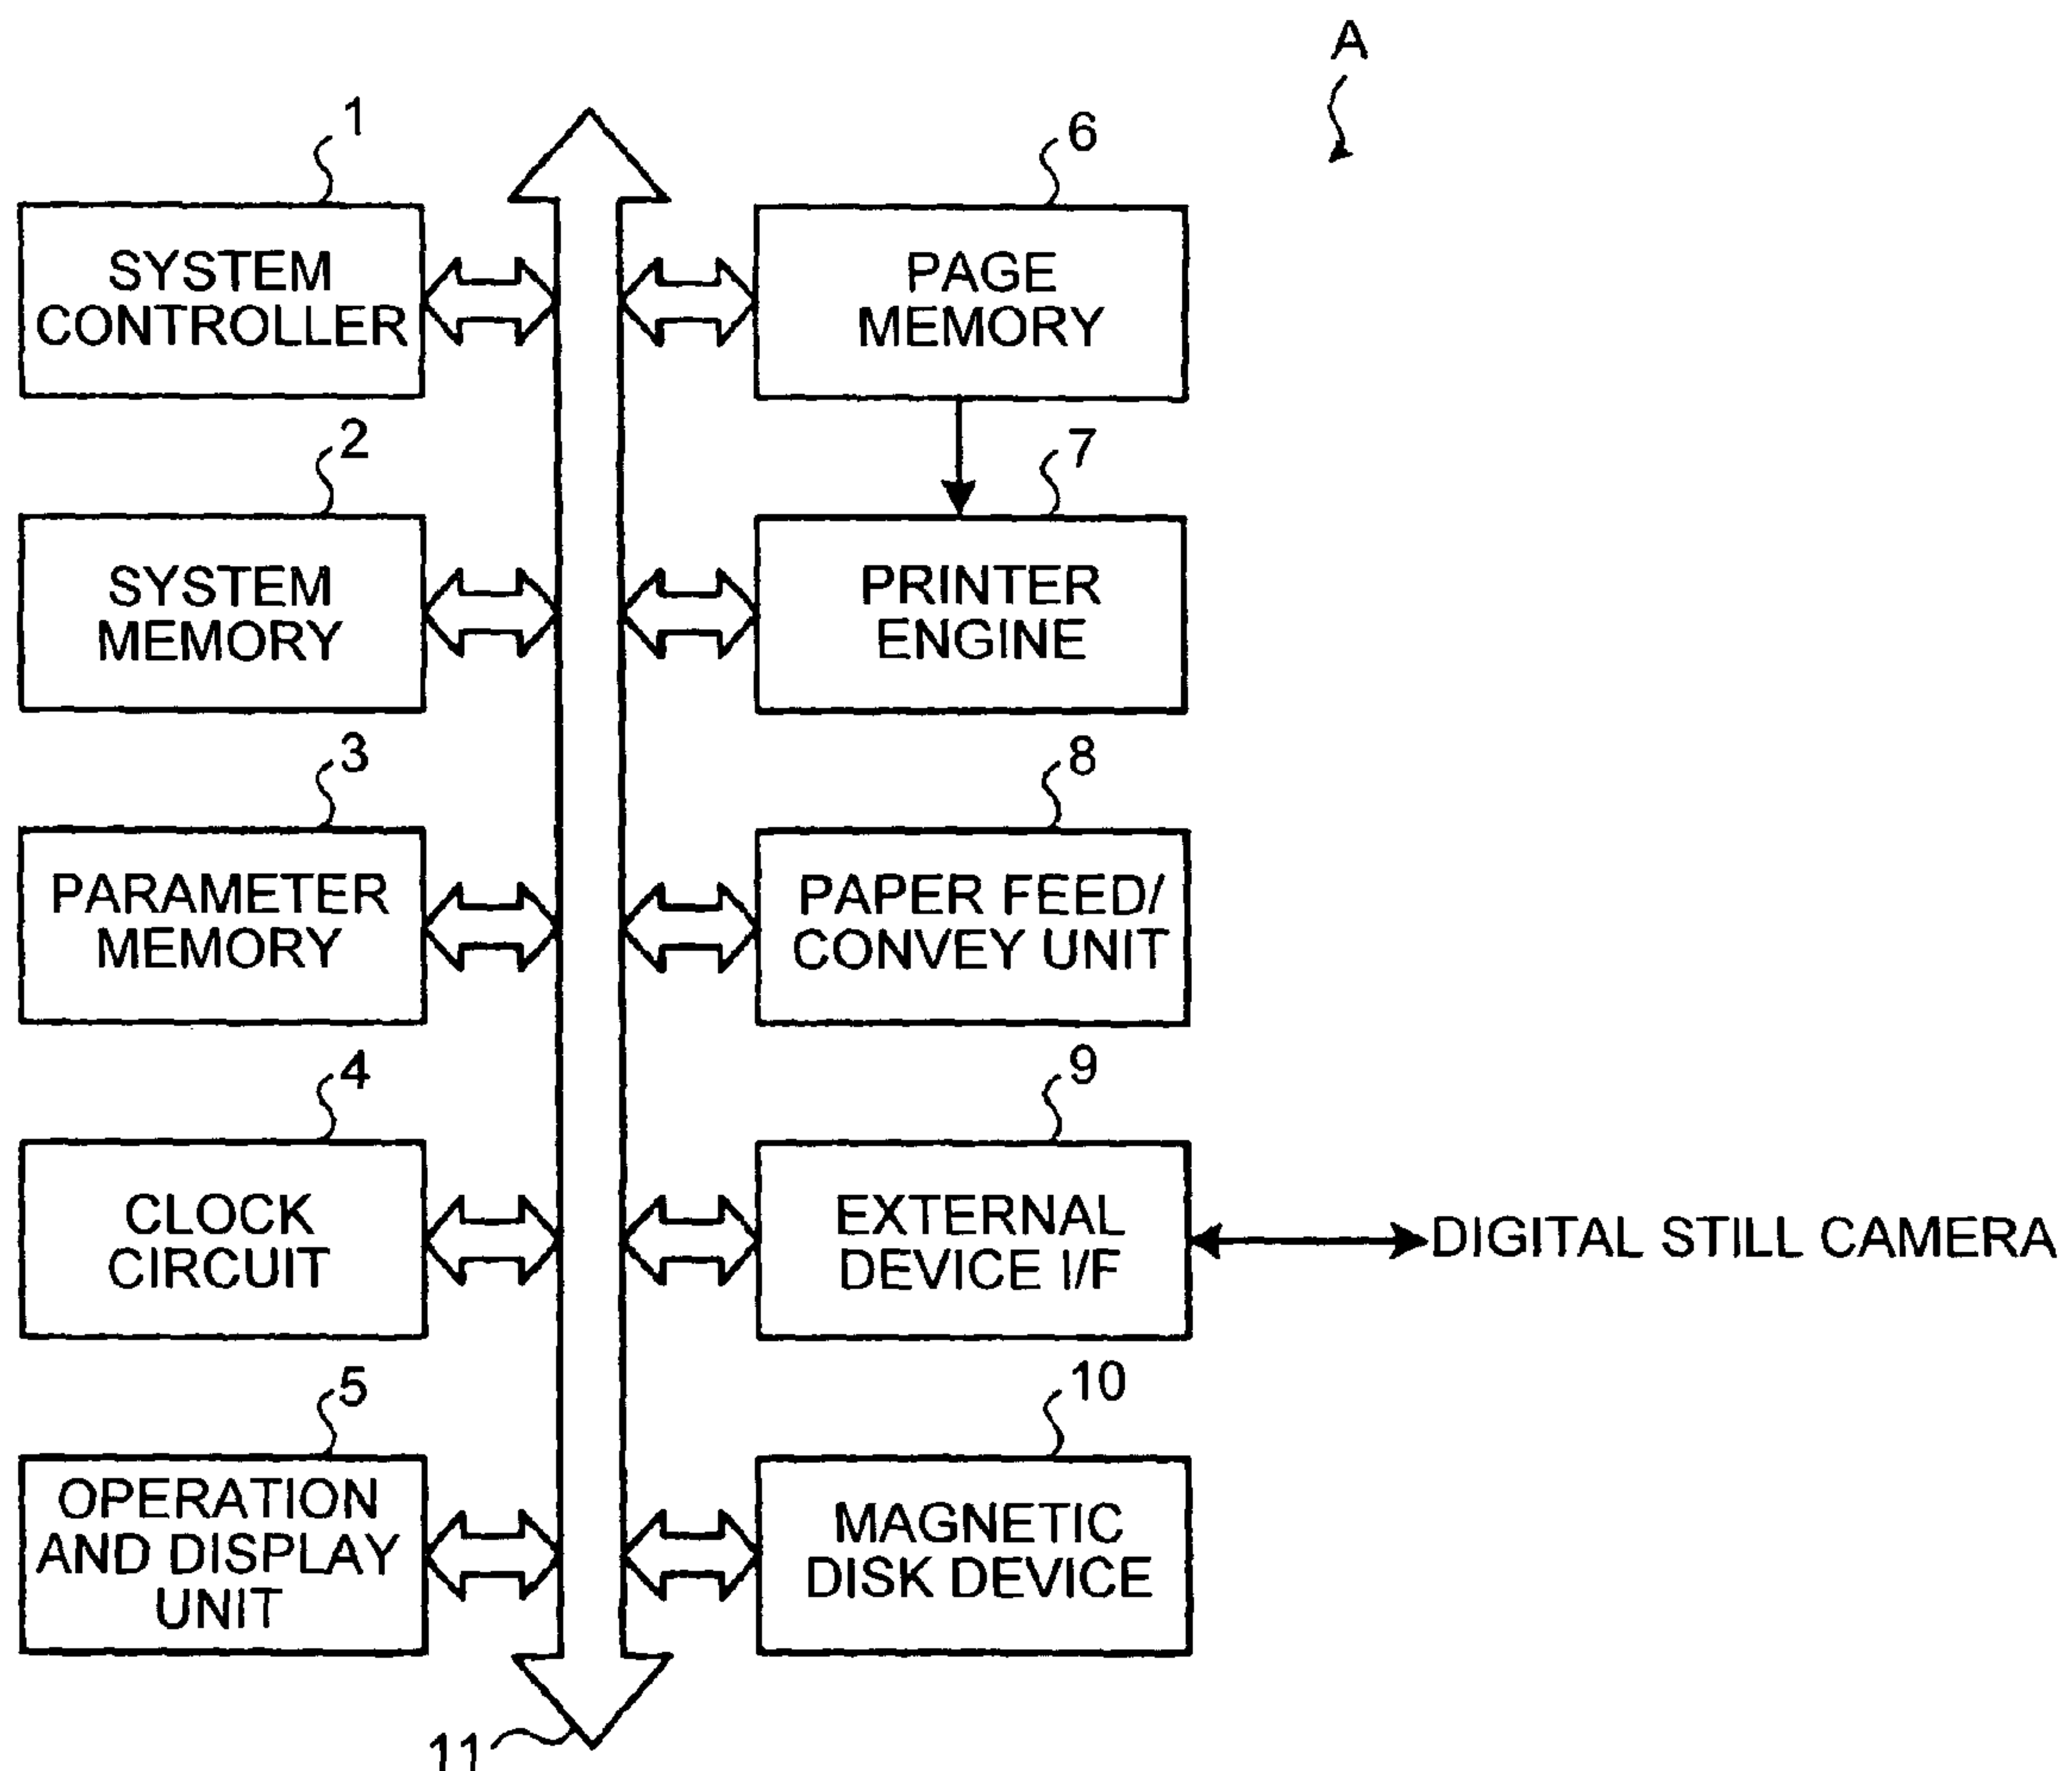 A
1
SYSTEM
CONTROLLER
2
SYSTEM
MEMORY
3
PARAMETER
MEMORY
4
CLOCK
CIRCUIT
5
OPERATION
AND DISPLAY
UNIT
6
PAGE
MEMORY
7
PRINTER
ENGINE
8
PAPER FEED/
CONVEY UNIT
9
EXTERNAL
DEVICE I/F
DIGITAL STILL CAMERA
10
MAGNETIC
DISK DEVICE
11